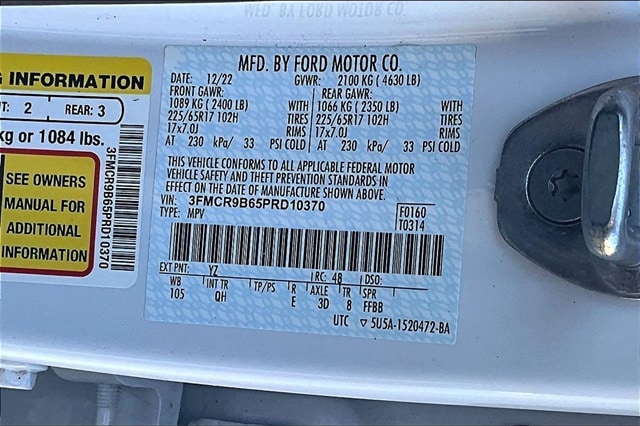 MFD. BY FORD MOTOR CO.
MFD. BY FORD MOTOR CO.
DATE: 12/22 GVWR: 2100 KG ( 4630 LB)
FRONT GAWR: REAR GAWR:
1089 KG ( 2400 LB) WITH 1066 KG ( 2350 LB) WITH
225/65R17 102H TIRES 225/65R17 102H TIRES
17x7.0J RIMS 17x7.0J RIMS
AT 230 kPa/ 33 PSI COLD AT 230 kPa/ 33 PSI COLD
THIS VEHICLE CONFORMS TO ALL APPLICABLE FEDERAL MOTOR
VEHICLE SAFETY AND THEFT PREVENTION STANDARDS IN
EFFECT ON THE DATE OF MANUFACTURE SHOWN ABOVE.
VIN: 3FMCR9B65PRD10370
TYPE: MPV
F0160
T0314
EXT PNT: YZ RC: 48 DSO:
WB INT TR TP/PS R AXLE TR SPR
105 QH E 3D 8 FFBB
UTC 5U5A-1520472-BA
G INFORMATION
T: 2 REAR: 3
kg or 1084 lbs.
SEE OWNERS
MANUAL FOR
ADDITIONAL
INFORMATION
3FMCR9B65PRD10370